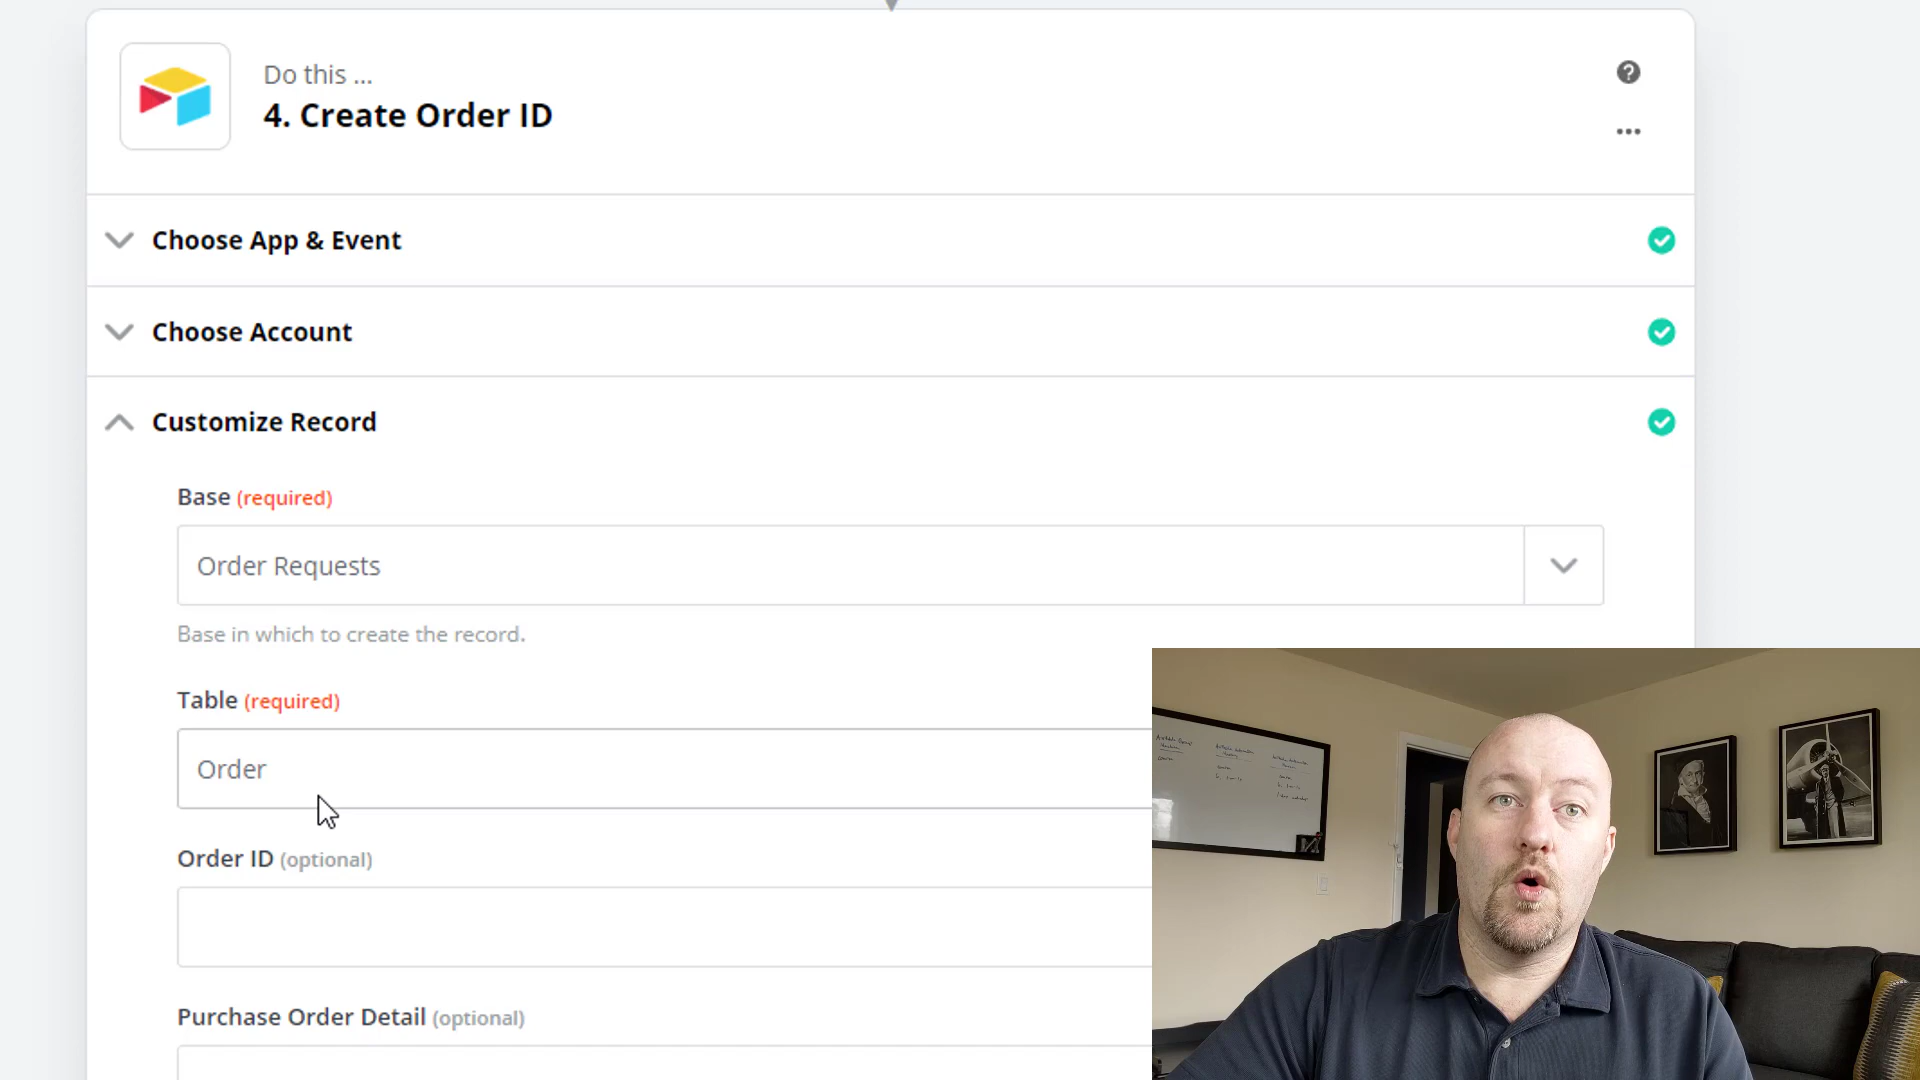 Do this ...
4. Create Order ID
Choose App & Event
Choose Account
Customize Record
Base (required)
Order Requests
Base in which to create the record.
Table (required)
Order
Order ID (optional)
Purchase Order Detail (optional)